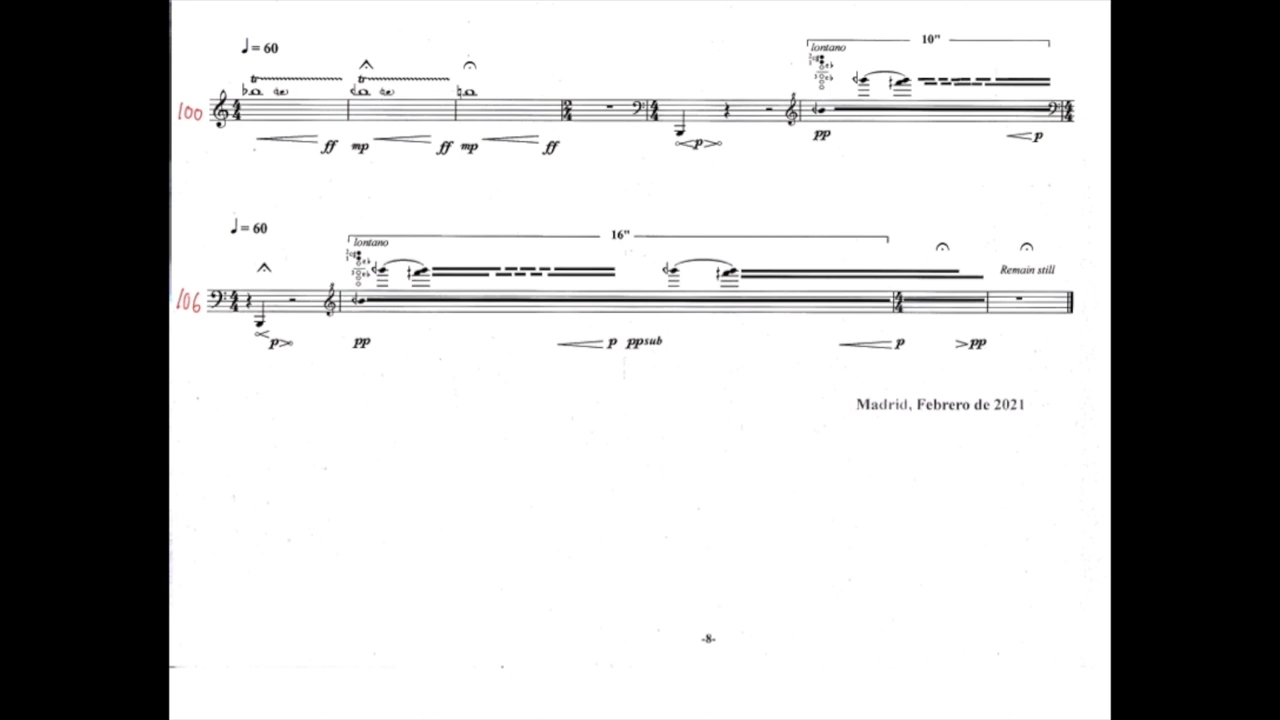 ♩= 60
lontano 10"
tr tr
100
ff mp ff mp ff p pp p
♩= 60
lontano 16"
Remain still
106
p pp p ppsub p pp
Madrid, Febrero de 2021
-8-